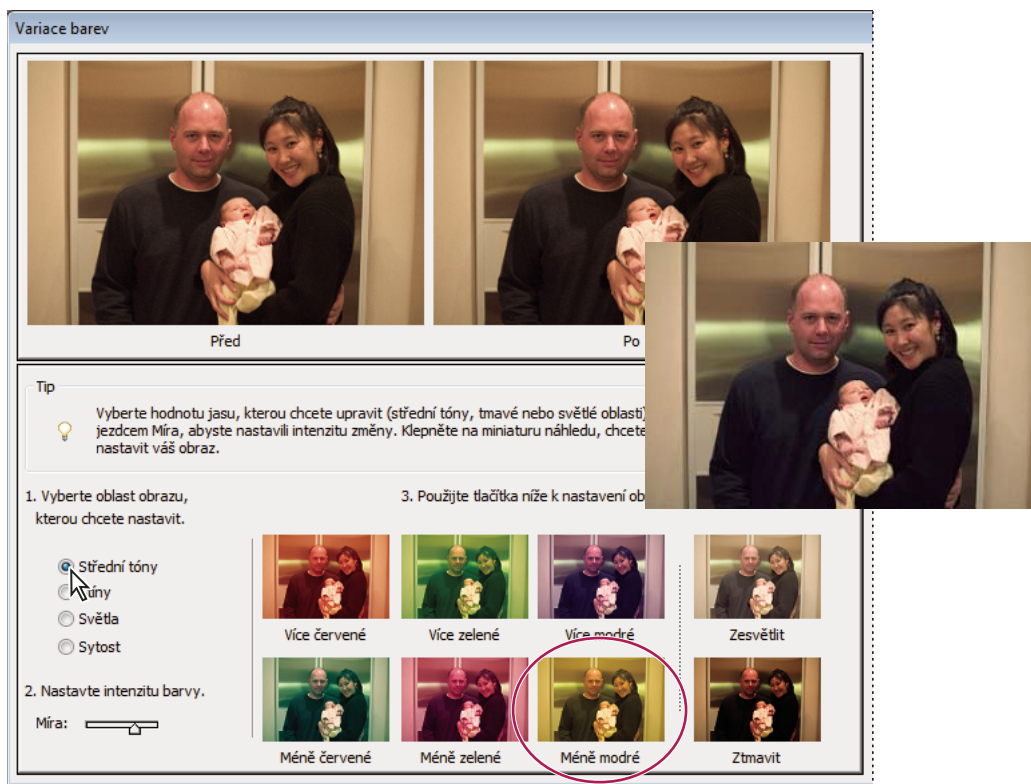 Variace barev
Před
Po
Tip
Vyberte hodnotu jasu, kterou chcete upravit (střední tóny, tmavé nebo světlé oblasti)
jezdcem Míra, abyste nastavili intenzitu změny. Klepněte na miniaturu náhledu, chcete
nastavit váš obraz.
1. Vyberte oblast obrazu,
kterou chcete nastavit.
3. Použijte tlačítka níže k nastavení ob
Střední tóny
Světla
Sytost
2. Nastavte intenzitu barvy.
Míra:
Více červené
Více zelené
Více modré
Zesvětlit
Méně červené
Méně zelené
Méně modré
Ztmavit